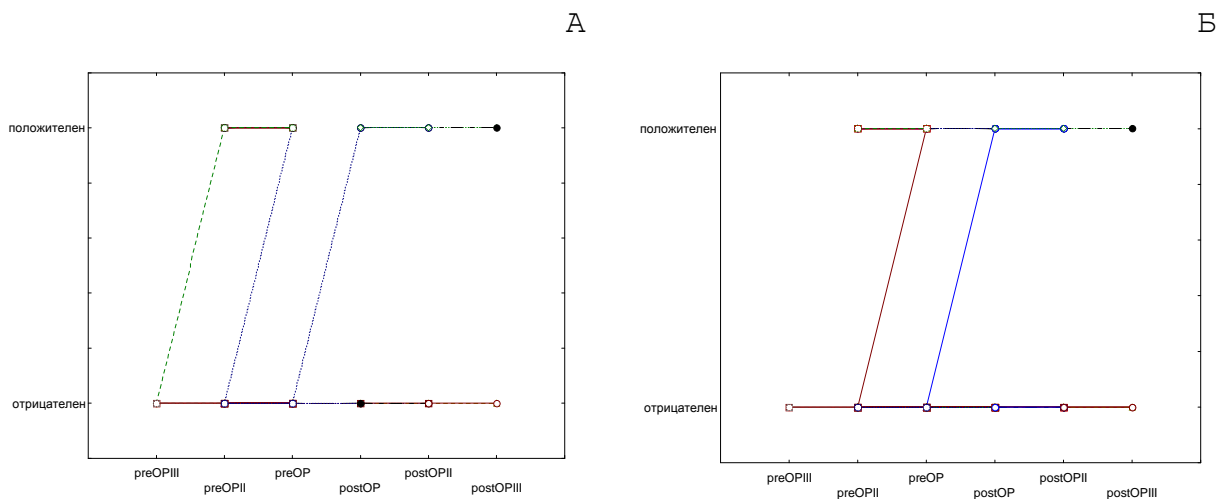 А
положителен
отрицателен
preOPIII
preOPII
preOP
postOP
postOPII
postOPIII
Б
положителен
отрицателен
preOPIII
preOPII
preOP
postOP
postOPII
postOPIII